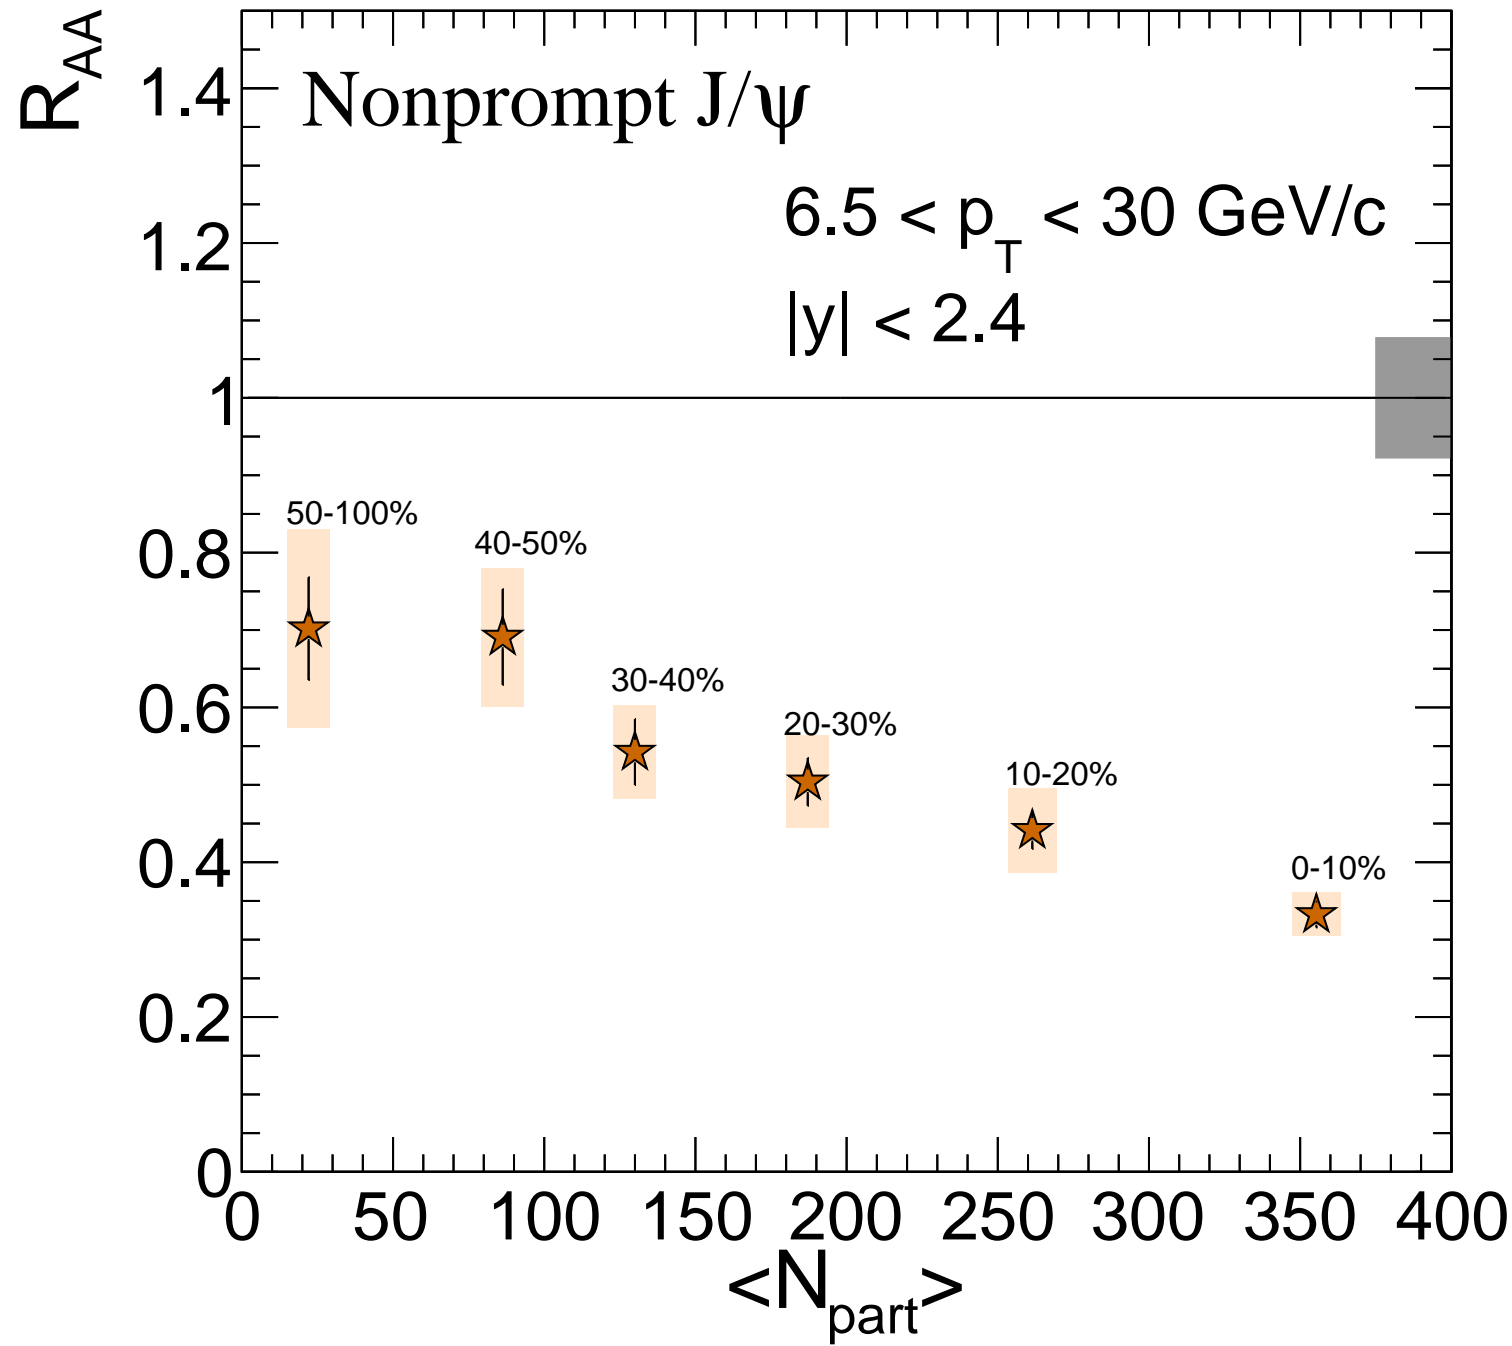 R_AA
1.4
1.2
1
0.8
0.6
0.4
0.2
0
Nonprompt J/ψ
6.5 < p_T < 30 GeV/c
|y| < 2.4
50-100%
40-50%
30-40%
20-30%
10-20%
0-10%
0 50 100 150 200 250 300 350 400
<N_part>